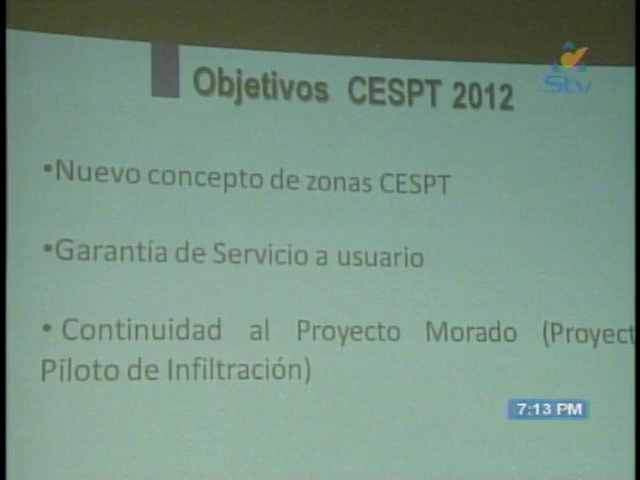 Objetivos CESPT 2012
Stv
•Nuevo concepto de zonas CESPT
•Garantía de Servicio a usuario
• Continuidad al Proyecto Morado (Proyect
Piloto de Infiltración)
7:13 PM